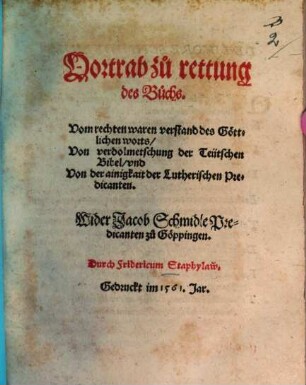 B
2
Vortrab zů rettung
des Bůchs.
Vom rechten waren verstand des Gött-
lichen worts/
Von verdolmetschung der Teütschen
Bibel/vnd
Von der ainigkait der Lutherischen Pre-
dicanten.
Wider Jacob Schmidle Pre-
dicanten zů Göppingen.
Durch Fridericum Staphylum.
Gedruckt im 1561. Jar.